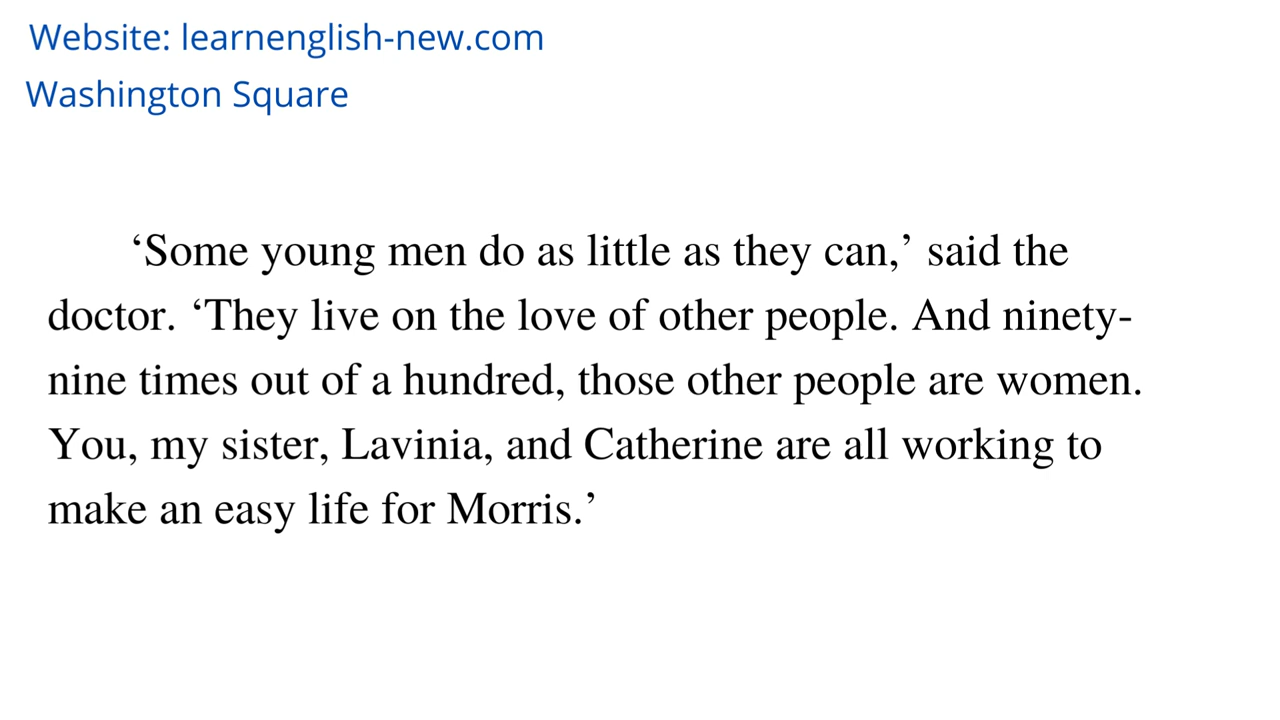 Website: learnenglish-new.com
Washington Square
‘Some young men do as little as they can,’ said the
doctor. ‘They live on the love of other people. And ninety-
nine times out of a hundred, those other people are women.
You, my sister, Lavinia, and Catherine are all working to
make an easy life for Morris.’